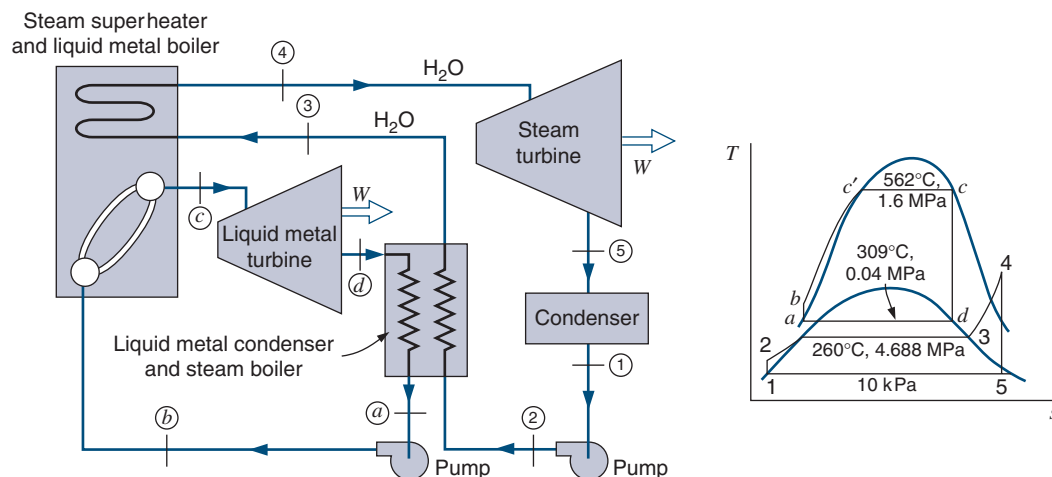 Steam superheater
and liquid metal boiler
4
H₂O
3
H₂O
Steam
turbine
W
c
W
Liquid metal
turbine
d
5
Condenser
Liquid metal condenser
and steam boiler
1
a
b
2
Pump
Pump
T
c′
562°C,
c
1.6 MPa
309°C,
0.04 MPa
4
b
a
d
2
3
260°C, 4.688 MPa
1
10 kPa
5